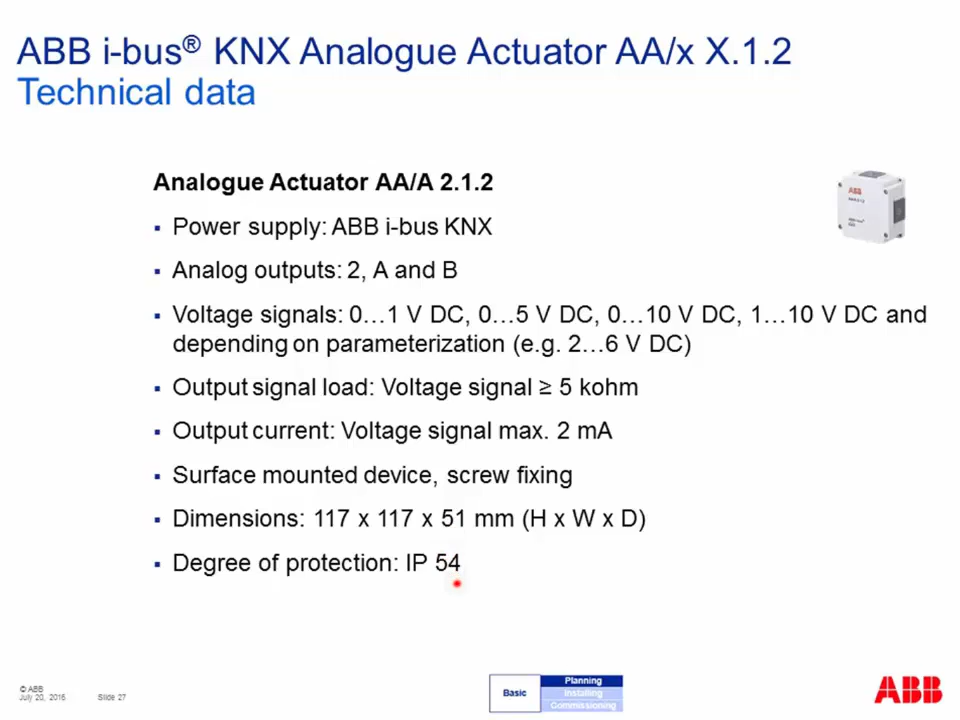 ABB i-bus® KNX Analogue Actuator AA/x X.1.2
Technical data
Analogue Actuator AA/A 2.1.2
▪ Power supply: ABB i-bus KNX
▪ Analog outputs: 2, A and B
▪ Voltage signals: 0…1 V DC, 0…5 V DC, 0…10 V DC, 1…10 V DC and
depending on parameterization (e.g. 2…6 V DC)
▪ Output signal load: Voltage signal ≥ 5 kohm
▪ Output current: Voltage signal max. 2 mA
▪ Surface mounted device, screw fixing
▪ Dimensions: 117 x 117 x 51 mm (H x W x D)
▪ Degree of protection: IP 54
ABB
© ABB
July 20, 2016
Slide 27
Basic
Planning
Installing
Commissioning
ABB